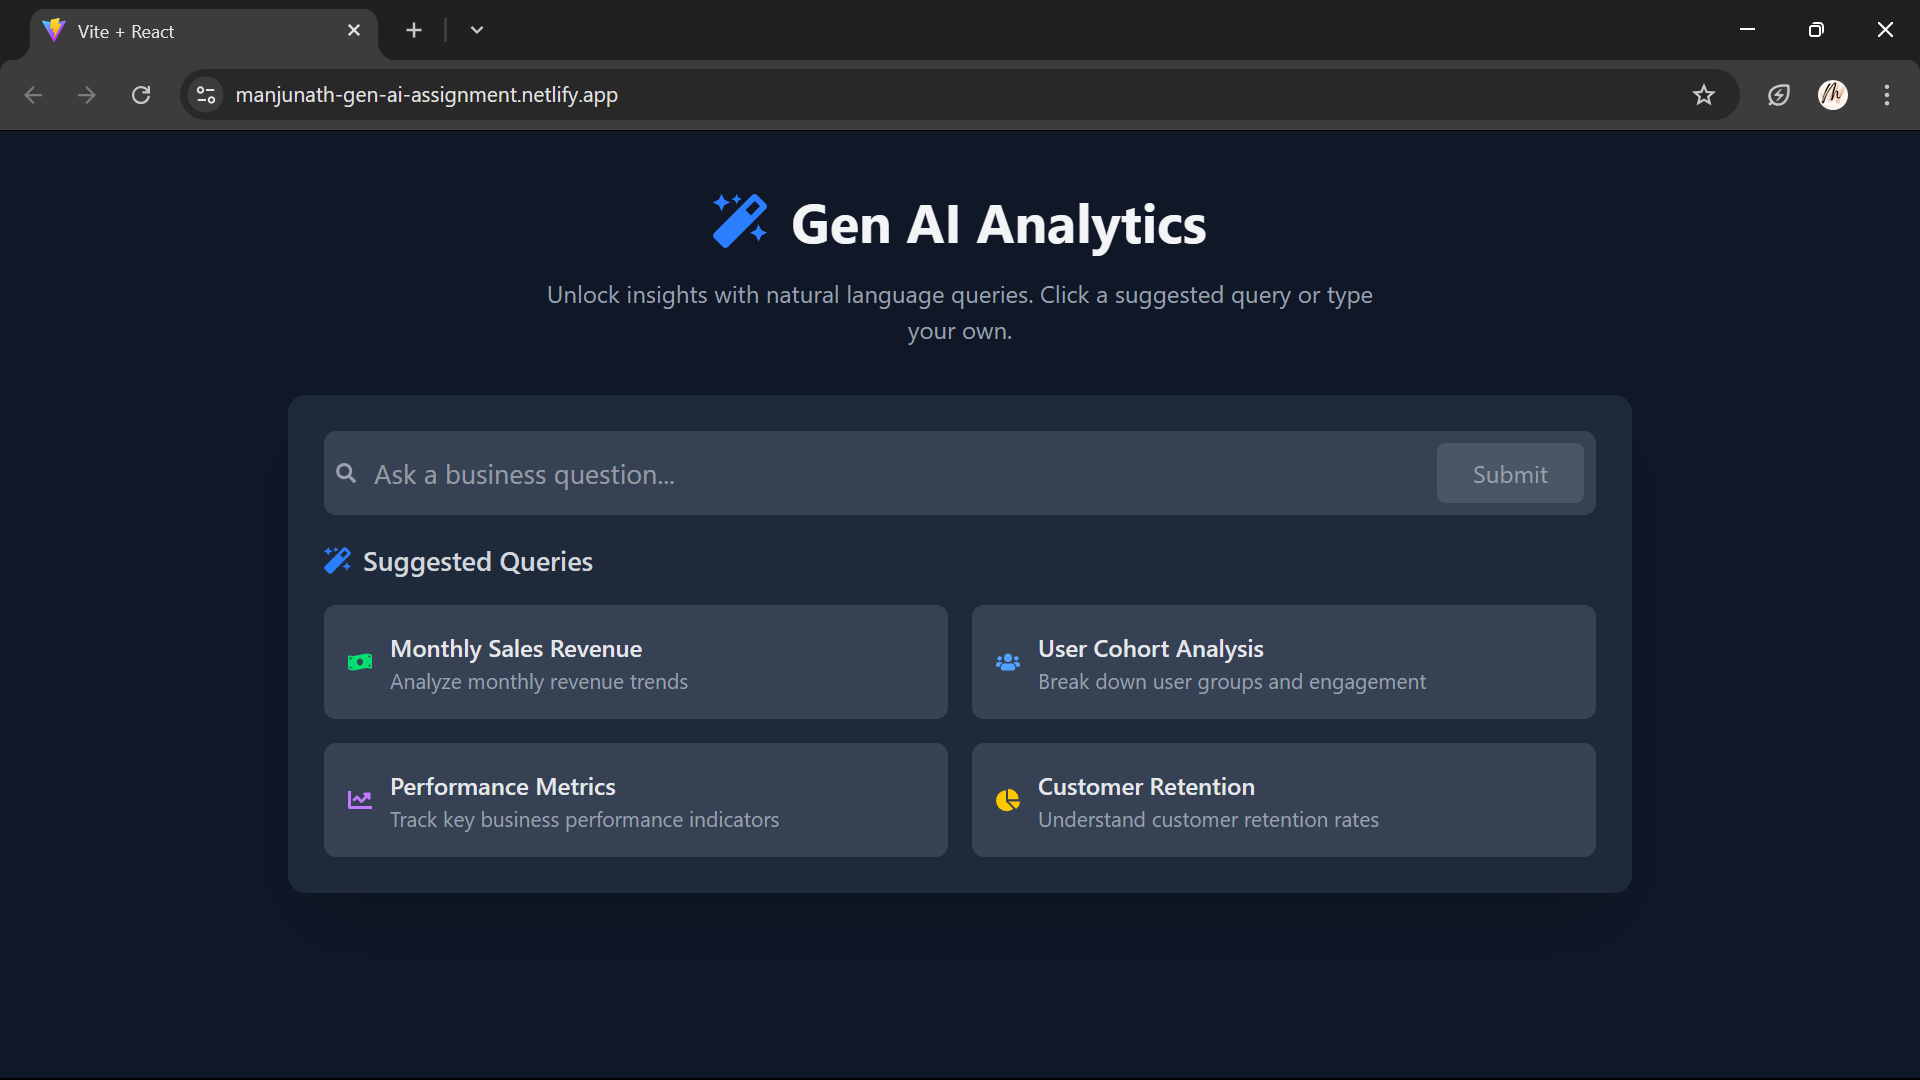 Vite + React
manjunath-gen-ai-assignment.netlify.app
Gen AI Analytics
Unlock insights with natural language queries. Click a suggested query or type
your own.
Ask a business question...
Submit
Suggested Queries
Monthly Sales Revenue
Analyze monthly revenue trends
User Cohort Analysis
Break down user groups and engagement
Performance Metrics
Track key business performance indicators
Customer Retention
Understand customer retention rates